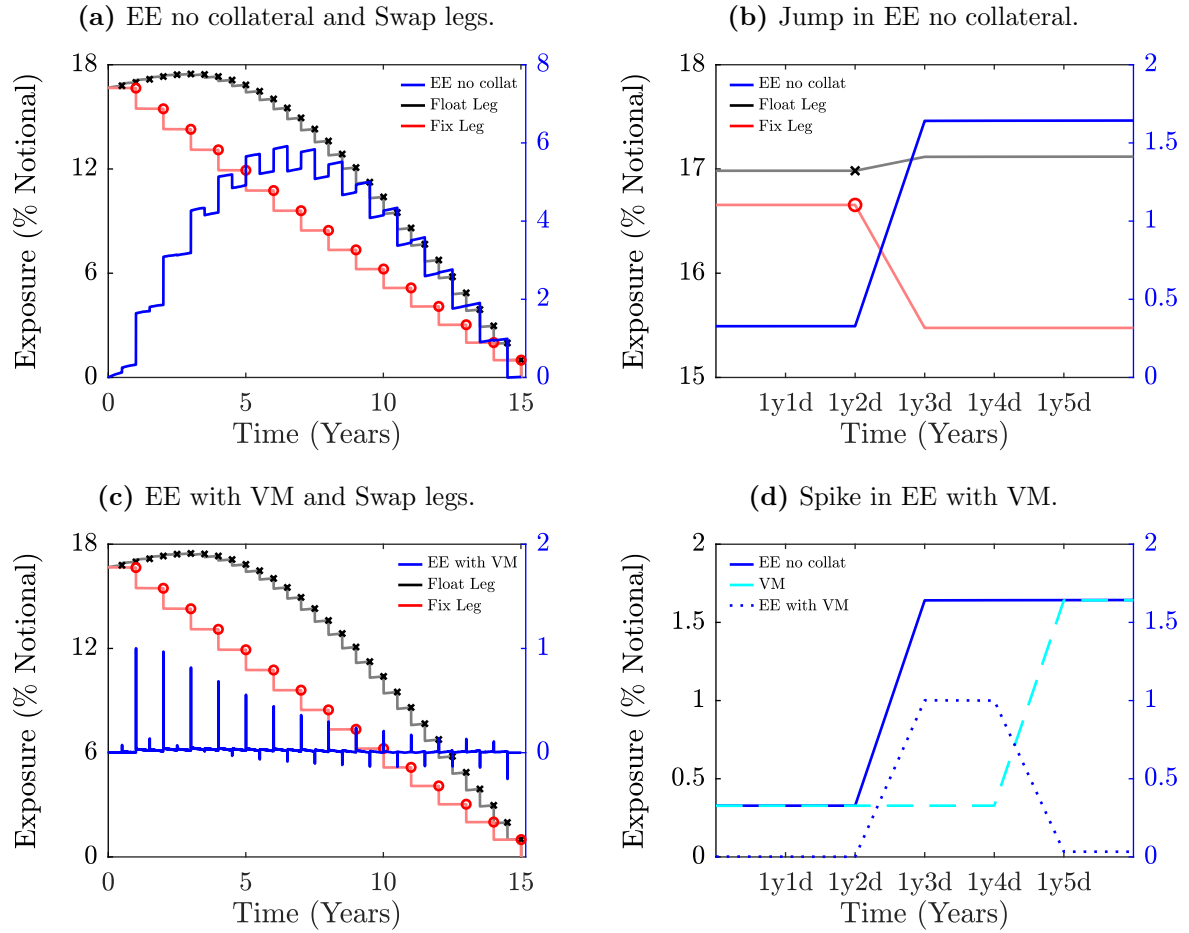 (a) EE no collateral and Swap legs.
18
12
6
0
Exposure (% Notional)
8
6
4
2
0
EE no collat
Float Leg
Fix Leg
0 5 10 15
Time (Years)
(b) Jump in EE no collateral.
18
17
16
15
Exposure (% Notional)
2
1.5
1
0.5
0
EE no collat
Float Leg
Fix Leg
1y1d 1y2d 1y3d 1y4d 1y5d
Time (Years)
(c) EE with VM and Swap legs.
18
12
6
0
Exposure (% Notional)
2
1
0
EE with VM
Float Leg
Fix Leg
0 5 10 15
Time (Years)
(d) Spike in EE with VM.
2
1.5
1
0.5
0
Exposure (% Notional)
2
1.5
1
0.5
0
EE no collat
VM
EE with VM
1y1d 1y2d 1y3d 1y4d 1y5d
Time (Years)